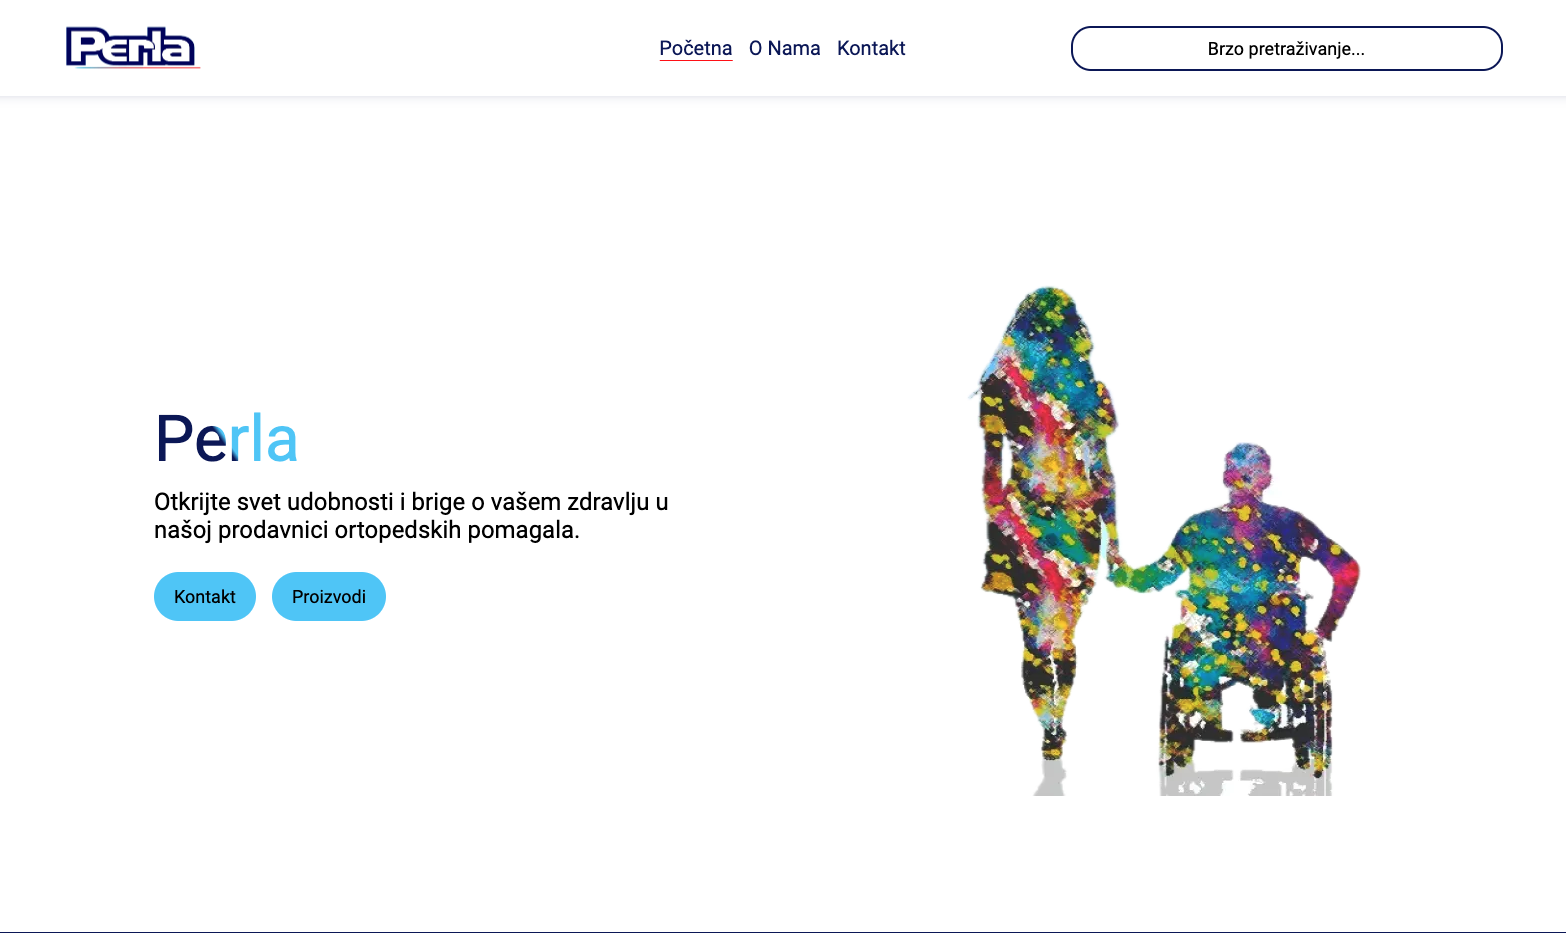 Perla
Početna O Nama Kontakt
Brzo pretraživanje...
Perla
Otkrijte svet udobnosti i brige o vašem zdravlju u
našoj prodavnici ortopedskih pomagala.
Kontakt Proizvodi